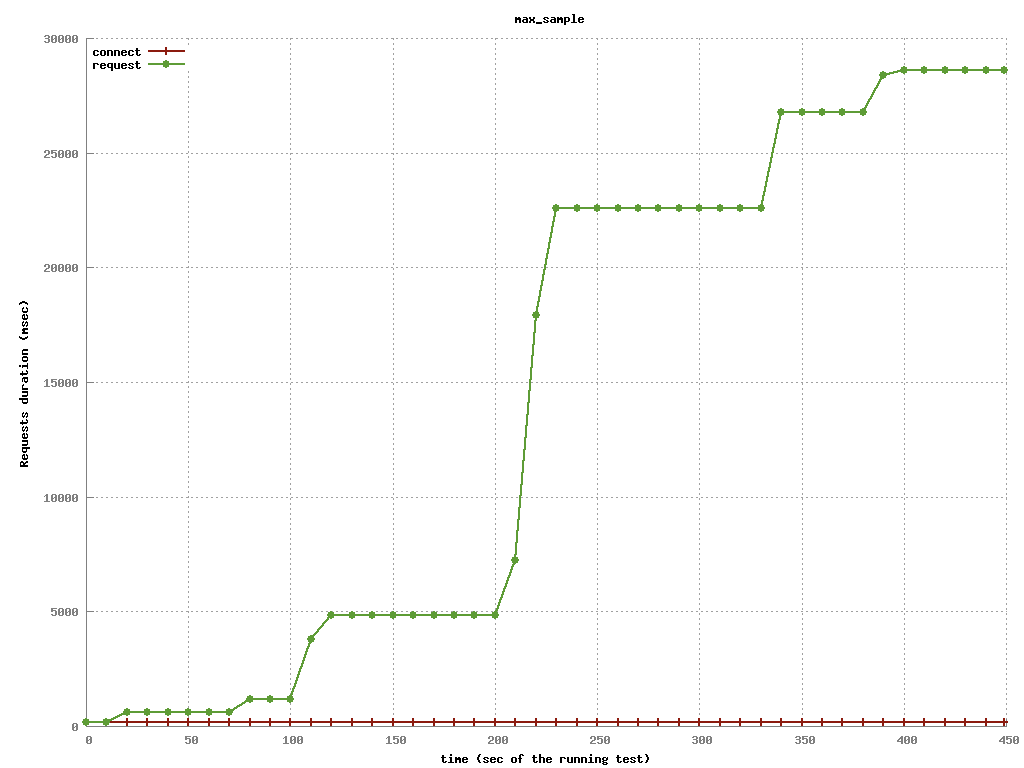 max_sample
30000
connect
request
25000
20000
Requests duration (msec)
15000
10000
5000
0
0 50 100 150 200 250 300 350 400 450
time (sec of the running test)